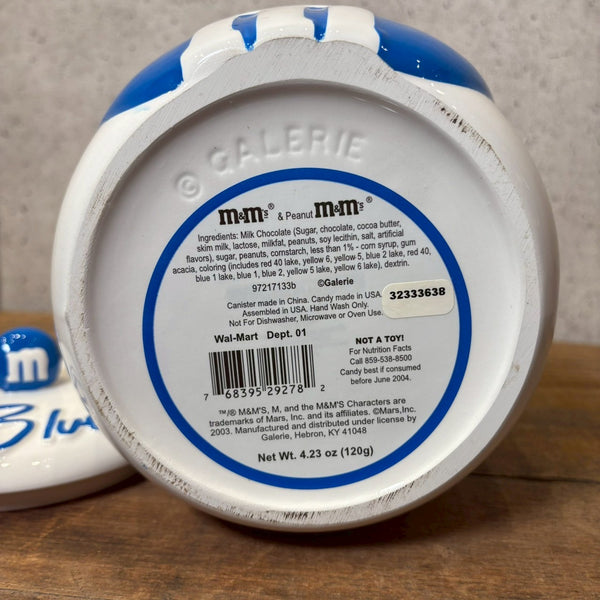 © GALERIE
m&m's® & Peanut m&m's®
Ingredients: Milk Chocolate (Sugar, chocolate, cocoa butter,
skim milk, lactose, milkfat, peanuts, soy lecithin, salt, artificial
flavors), sugar, peanuts, cornstarch, less than 1% - corn syrup, gum
acacia, coloring (includes red 40 lake, yellow 6, yellow 5, blue 2 lake, red 40,
blue 1 lake, blue 1, blue 2, yellow 5 lake, yellow 6 lake), dextrin.
97217133b ©Galerie
Canister made in China. Candy made in USA.
Assembled in USA. Hand Wash Only.
Not For Dishwasher, Microwave or Oven Use.
32333638
Wal-Mart Dept. 01
7 68395 29278 2
NOT A TOY!
For Nutrition Facts
Call 859-538-8500
Candy best if consumed
before June 2004.
™/® M&M'S, M, and the M&M'S Characters are
trademarks of Mars, Inc. and its affiliates. ©Mars,Inc.
2003. Manufactured and distributed under license by
Galerie, Hebron, KY 41048
Net Wt. 4.23 oz (120g)
m
Blue